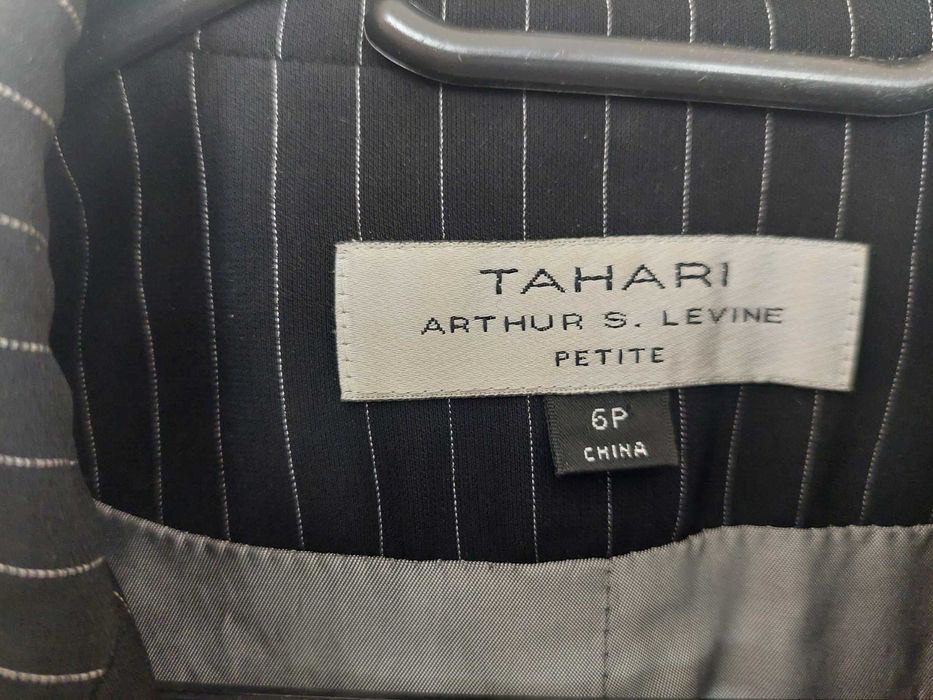 TAHARI
ARTHUR S. LEVINE
PETITE
6P
CHINA